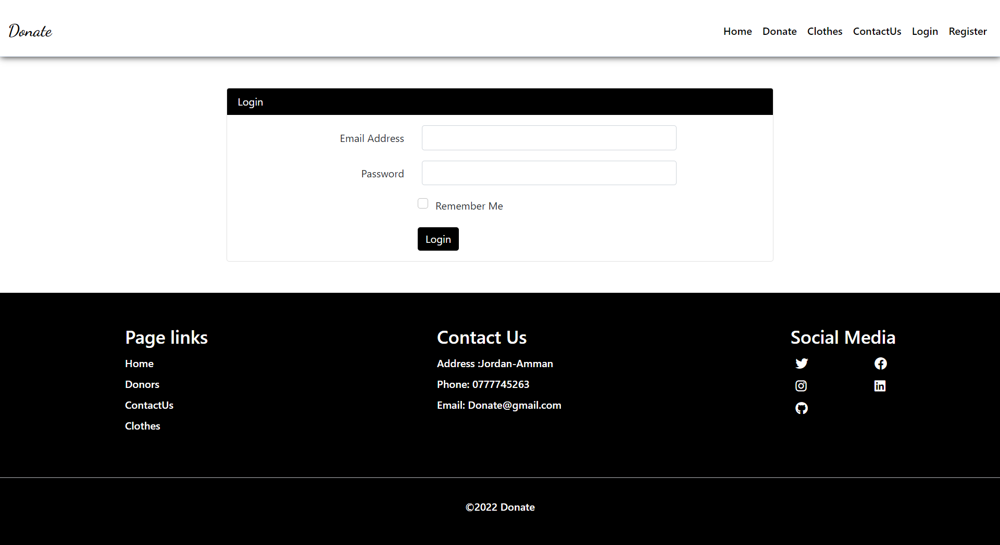 Donate
Home Donate Clothes ContactUs Login Register
Login
Email Address
Password
Remember Me
Login
Page links
Home
Donors
ContactUs
Clothes
Contact Us
Address :Jordan-Amman
Phone: 0777745263
Email: Donate@gmail.com
Social Media
©2022 Donate